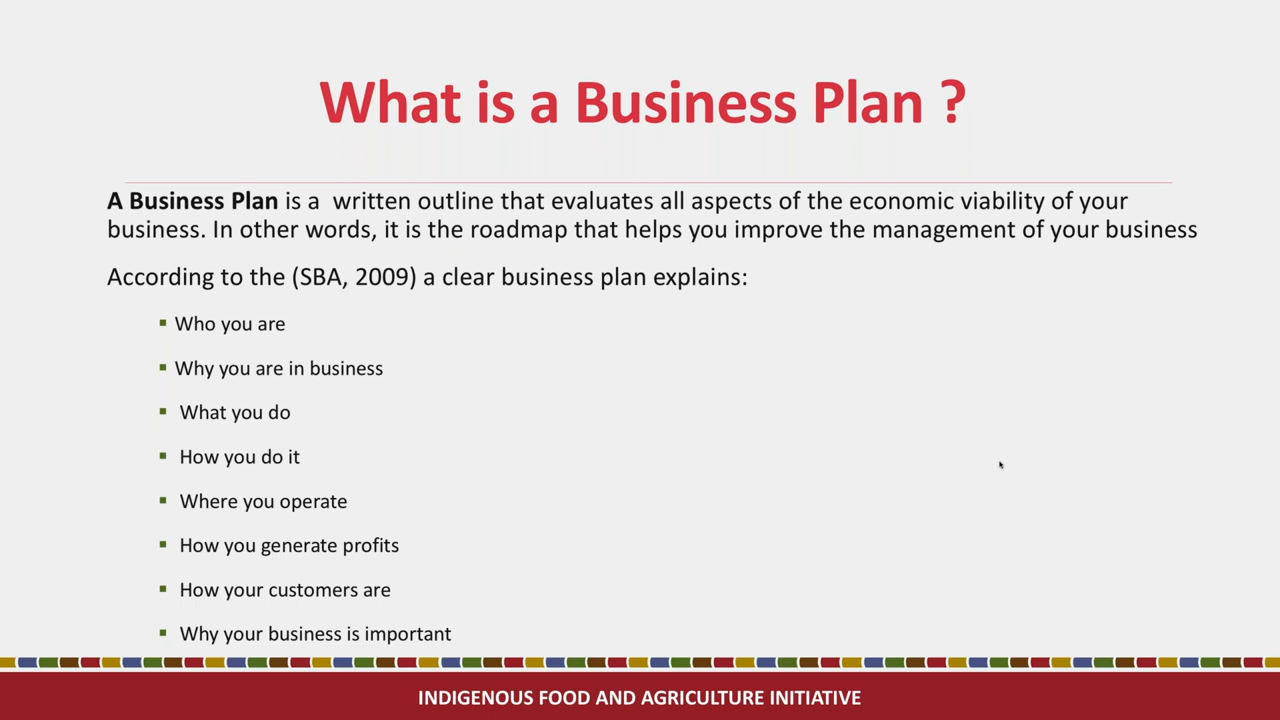 What is a Business Plan ?
A Business Plan is a written outline that evaluates all aspects of the economic viability of your
business. In other words, it is the roadmap that helps you improve the management of your business
According to the (SBA, 2009) a clear business plan explains:
▪ Who you are
▪ Why you are in business
▪ What you do
▪ How you do it
▪ Where you operate
▪ How you generate profits
▪ How your customers are
▪ Why your business is important
INDIGENOUS FOOD AND AGRICULTURE INITIATIVE